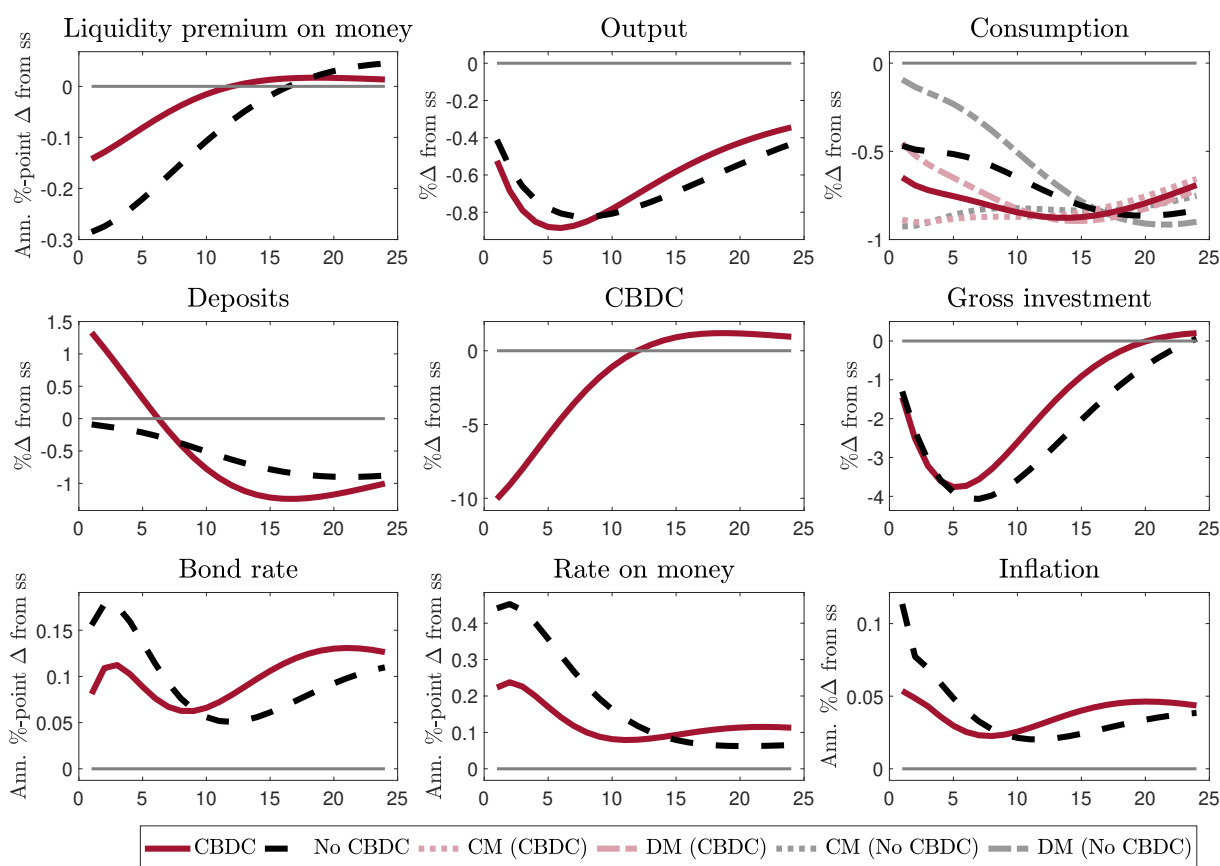 Liquidity premium on money
Output
Consumption
Ann. %-point Δ from ss
0
-0.1
-0.2
-0.3
0 5 10 15 20 25
%Δ from ss
0
-0.2
-0.4
-0.6
-0.8
0 5 10 15 20 25
%Δ from ss
0
-0.5
-1
0 5 10 15 20 25
Deposits
CBDC
Gross investment
%Δ from ss
1.5
1
0.5
0
-0.5
-1
0 5 10 15 20 25
%Δ from ss
0
-5
-10
0 5 10 15 20 25
%Δ from ss
0
-1
-2
-3
-4
0 5 10 15 20 25
Bond rate
Rate on money
Inflation
Ann. %-point Δ from ss
0.15
0.1
0.05
0
0 5 10 15 20 25
Ann. %-point Δ from ss
0.4
0.3
0.2
0.1
0
0 5 10 15 20 25
Ann. %Δ from ss
0.1
0.05
0
0 5 10 15 20 25
CBDC No CBDC CM (CBDC) DM (CBDC) CM (No CBDC) DM (No CBDC)